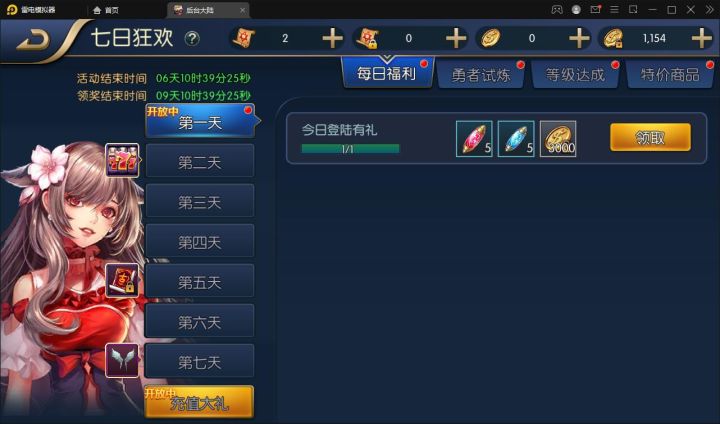 雷电模拟器
首页
后台大陆
七日狂欢
?
2
0
0
1,154
活动结束时间 06天10时39分25秒
领奖结束时间 09天10时39分25秒
每日福利
勇者试炼
等级达成
特价商品
开放中
第一天
第二天
第三天
第四天
第五天
第六天
第七天
开放中
充值大礼
今日登陆有礼
1/1
5
5
3000
领取
777